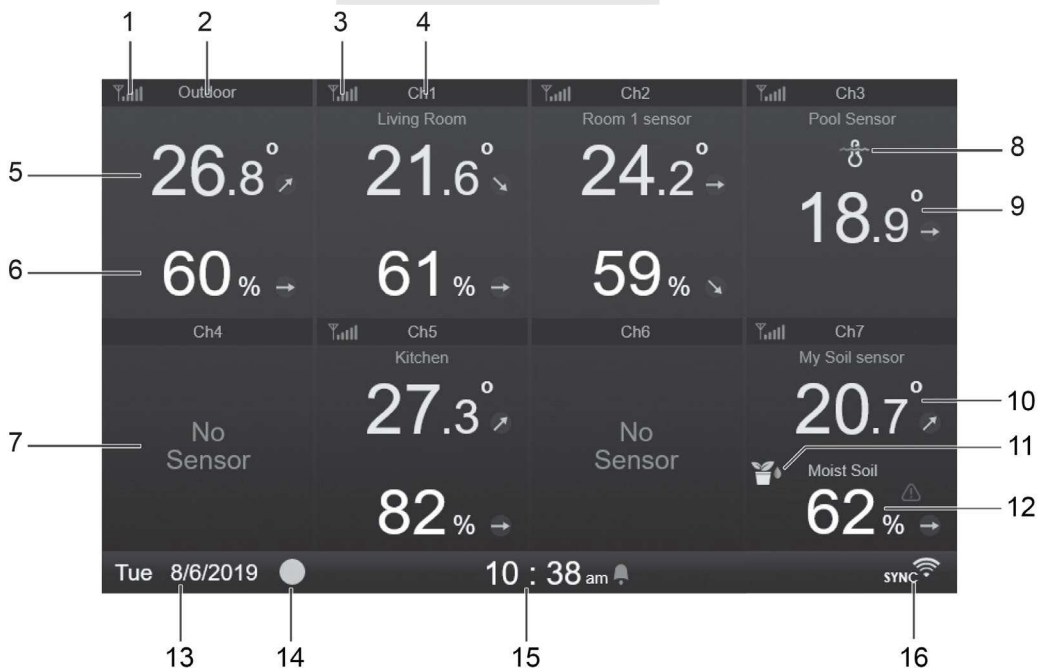 1 2 3 4
Outdoor Ch1 Ch2 Ch3
Living Room Room 1 sensor Pool Sensor
8
5 26.8° 21.6° 24.2°
18.9° 9
6 60% 61% 59%
Ch4 Ch5 Ch6 Ch7
Kitchen My Soil sensor
27.3° 20.7° 10
7 No Sensor No Sensor
11
Moist Soil
82% 62% 12
Tue 8/6/2019 10 : 38 am SYNC
13 14 15 16